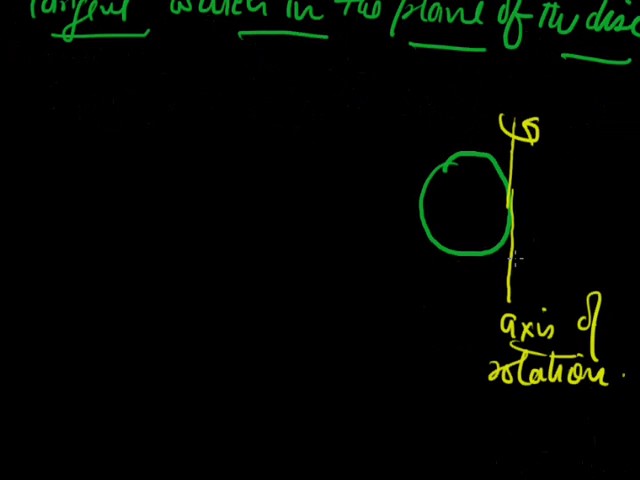 Tangent which in the plane of the disc
axis of
rotation.